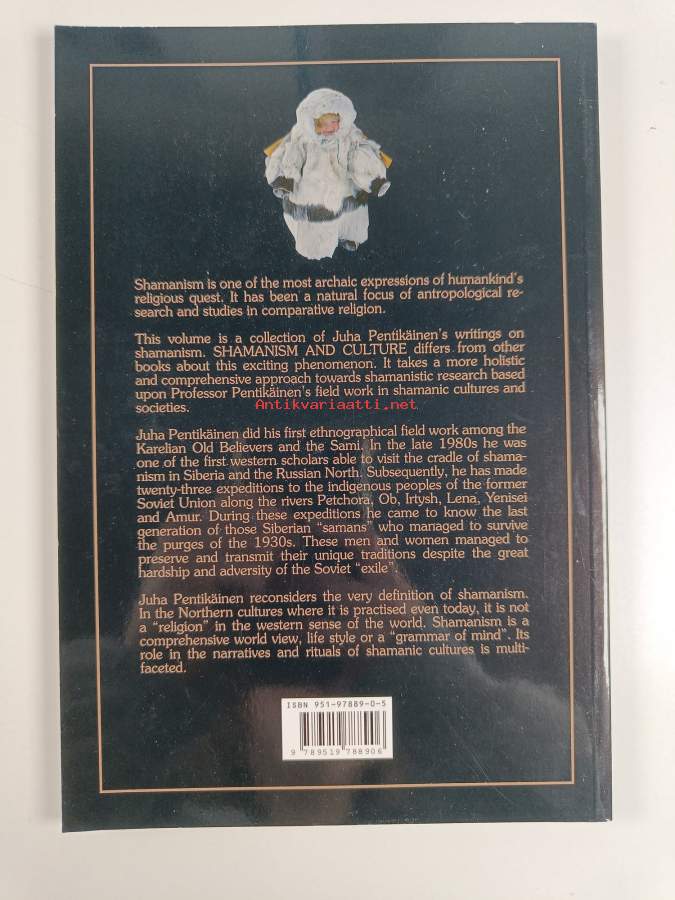 Shamanism is one of the most archaic expressions of humankind's
religious quest. It has been a natural focus of antropological re-
search and studies in comparative religion.
This volume is a collection of Juha Pentikäinen's writings on
shamanism. SHAMANISM AND CULTURE differs from other
books about this exciting phenomenon. It takes a more holistic
and comprehensive approach towards shamanistic research based
upon Professor Pentikäinen's field work in shamanic cultures and
societies.
Antikvariaatti.net
Juha Pentikäinen did his first ethnographical field work among the
Karelian Old Believers and the Sami. In the late 1980s he was
one of the first western scholars able to visit the cradle of shama-
nism in Siberia and the Russian North. Subsequently, he has made
twenty-three expeditions to the indigenous peoples of the former
Soviet Union along the rivers Petchora, Ob, Irtysh, Lena, Yenisei
and Amur. During these expeditions he came to know the last
generation of those Siberian "samans" who managed to survive
the purges of the 1930s. These men and women managed to
preserve and transmit their unique traditions despite the great
hardship and adversity of the Soviet "exile".
Juha Pentikäinen reconsiders the very definition of shamanism.
In the Northern cultures where it is practised even today, it is not
a "religion" in the western sense of the world. Shamanism is a
comprehensive world view, life style or a "grammar of mind". Its
role in the narratives and rituals of shamanic cultures is multi-
faceted.
ISBN 951-97889-0-5
9 789519 788906